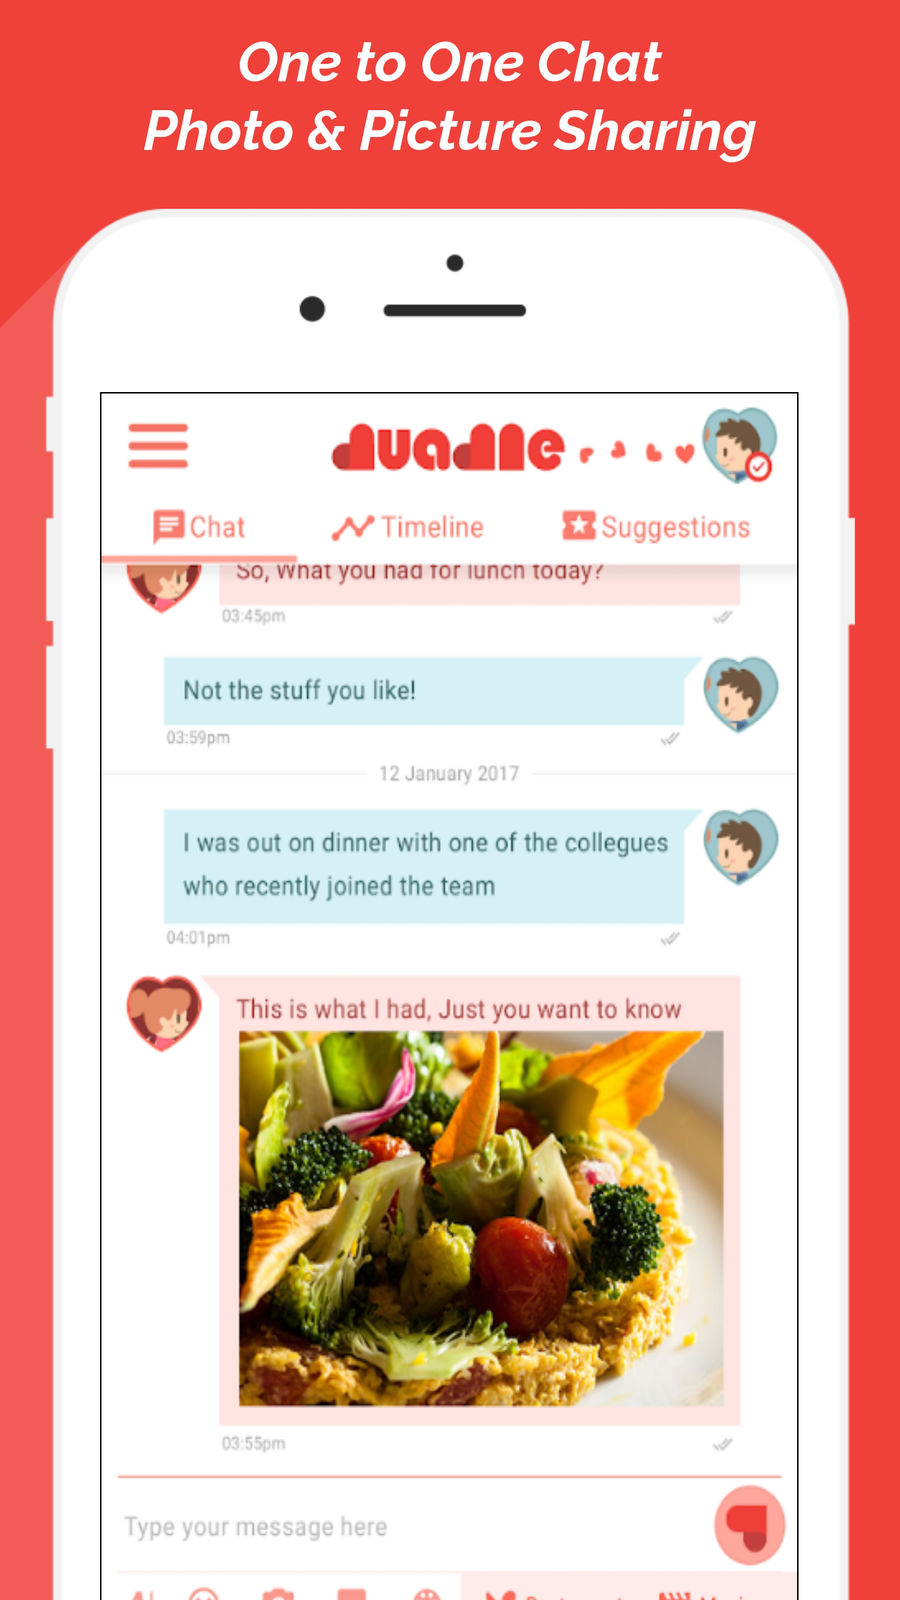 One to One Chat
Photo & Picture Sharing
Chat
Timeline
Suggestions
So, What you had for lunch today?
03:45pm
Not the stuff you like!
03:59pm
12 January 2017
I was out on dinner with one of the collegues
who recently joined the team
04:01pm
This is what I had, Just you want to know
03:55pm
Type your message here